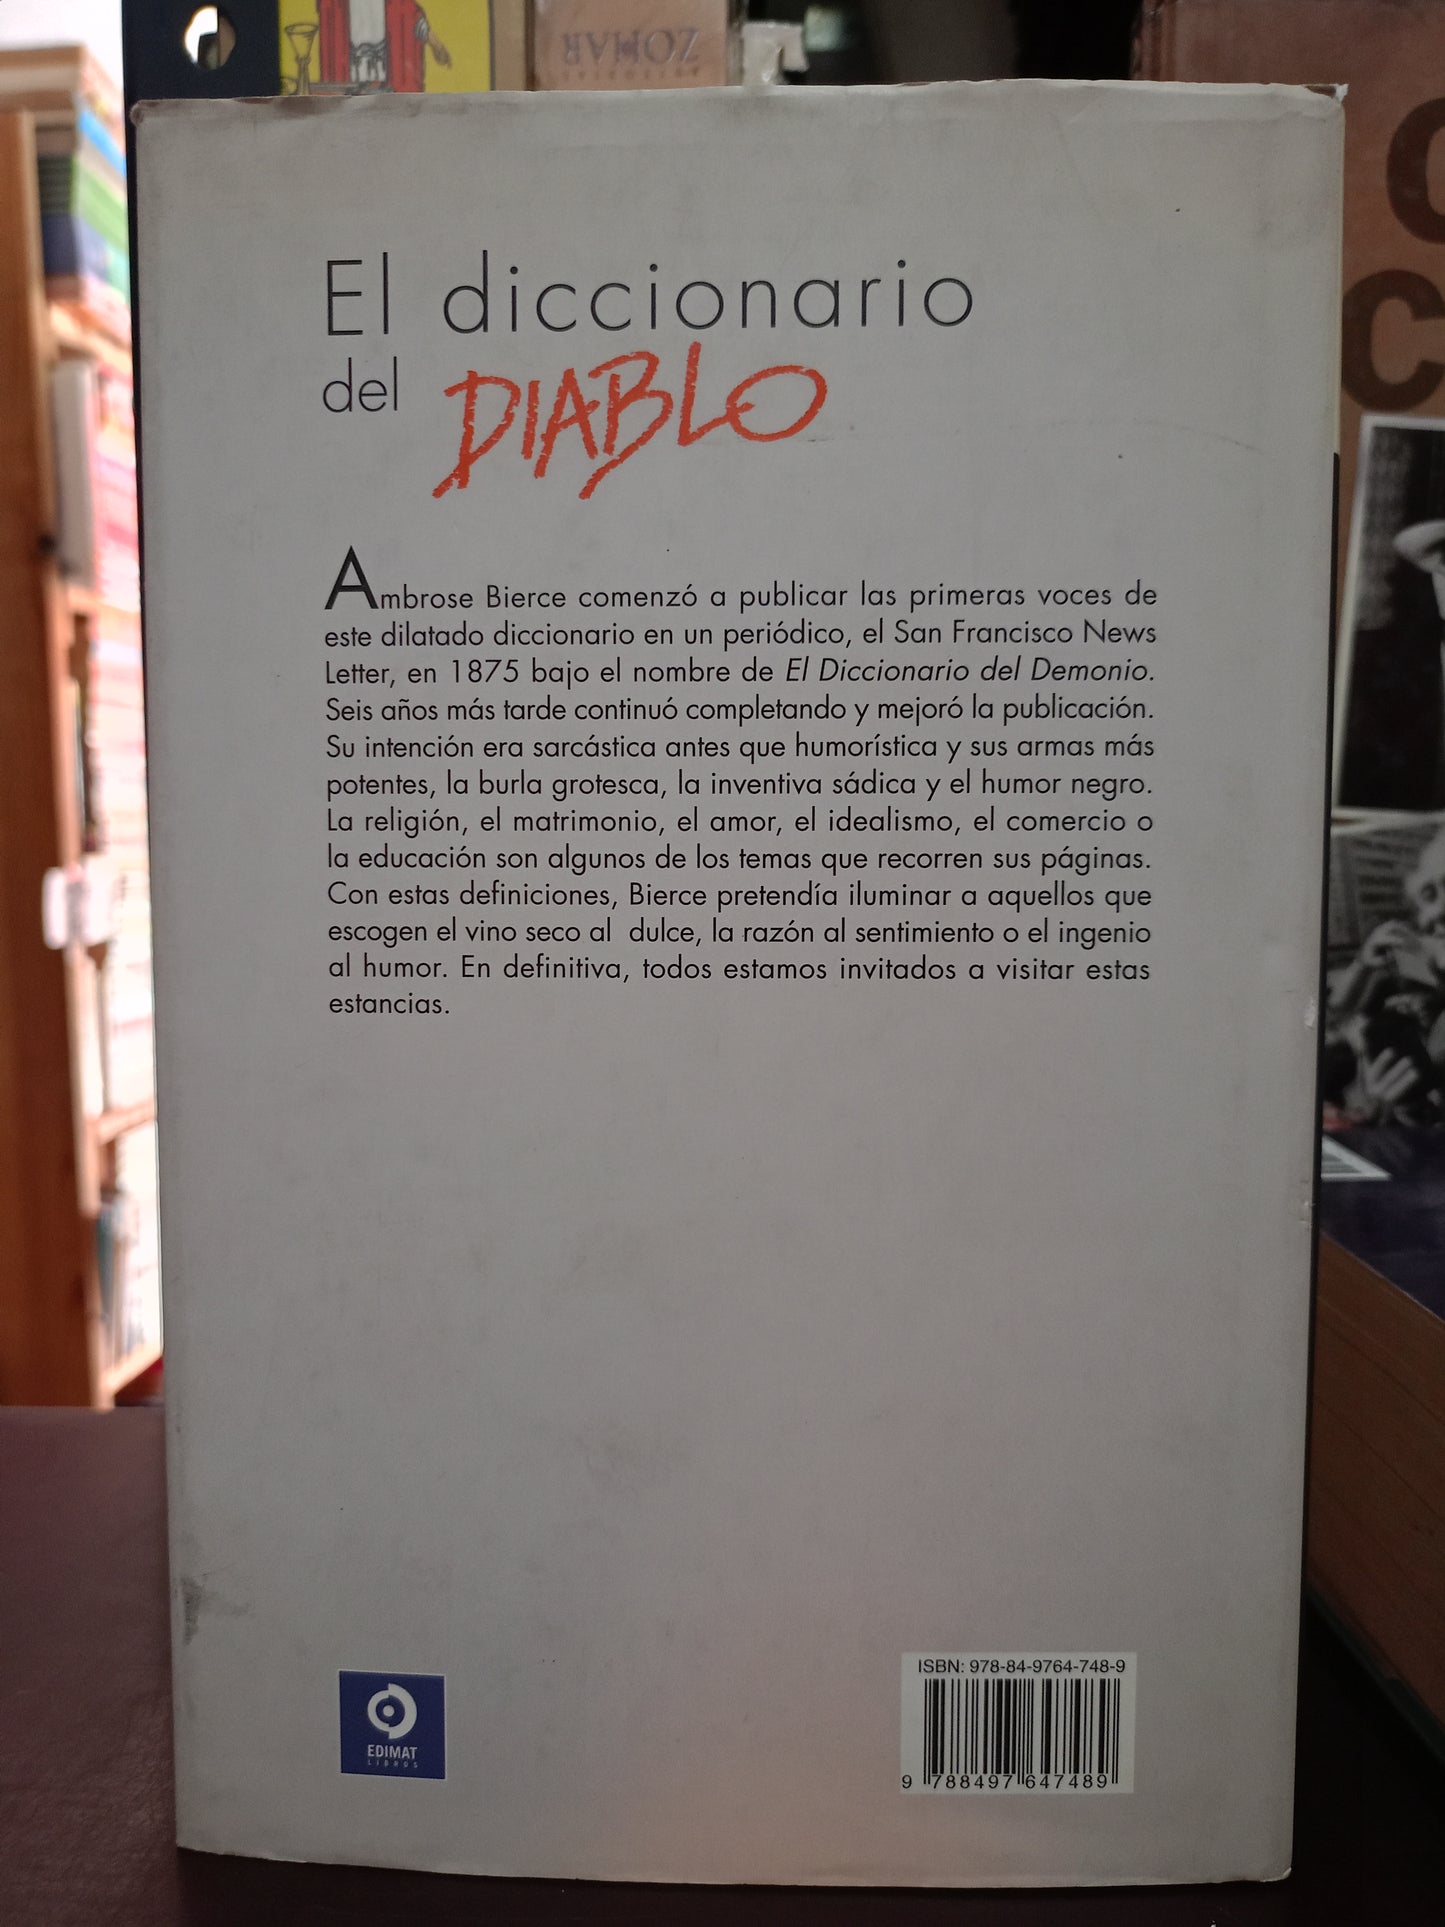 ZOMAR
El diccionario
del DIABLO
Ambrose Bierce comenzó a publicar las primeras voces de
este dilatado diccionario en un periódico, el San Francisco News
Letter, en 1875 bajo el nombre de El Diccionario del Demonio.
Seis años más tarde continuó completando y mejoró la publicación.
Su intención era sarcástica antes que humorística y sus armas más
potentes, la burla grotesca, la inventiva sádica y el humor negro.
La religión, el matrimonio, el amor, el idealismo, el comercio o
la educación son algunos de los temas que recorren sus páginas.
Con estas definiciones, Bierce pretendía iluminar a aquellos que
escogen el vino seco al dulce, la razón al sentimiento o el ingenio
al humor. En definitiva, todos estamos invitados a visitar estas
estancias.
EDIMAT
LIBROS
ISBN: 978-84-9764-748-9
9 788497 647489